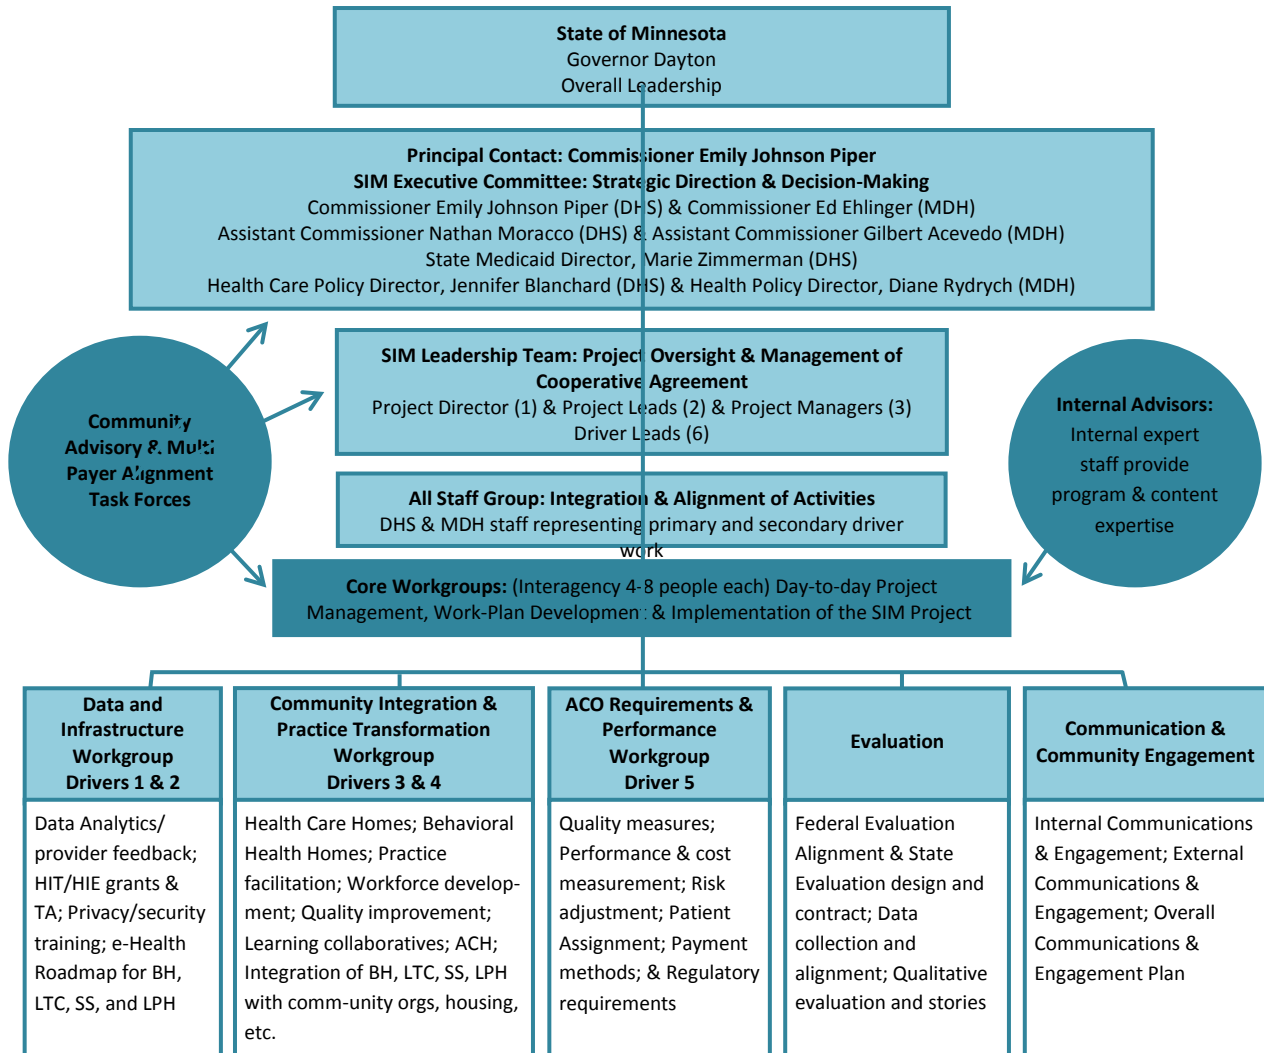 State of Minnesota
Governor Dayton
Overall Leadership
Principal Contact: Commissioner Emily Johnson Piper
SIM Executive Committee: Strategic Direction & Decision-Making
Commissioner Emily Johnson Piper (DHS) & Commissioner Ed Ehlinger (MDH)
Assistant Commissioner Nathan Moracco (DHS) & Assistant Commissioner Gilbert Acevedo (MDH)
State Medicaid Director, Marie Zimmerman (DHS)
Health Care Policy Director, Jennifer Blanchard (DHS) & Health Policy Director, Diane Rydrych (MDH)
SIM Leadership Team: Project Oversight & Management of
Cooperative Agreement
Project Director (1) & Project Leads (2) & Project Managers (3)
Driver Leads (6)
Community
Advisory & Multi
Payer Alignment
Task Forces
Internal Advisors:
Internal expert
staff provide
program & content
expertise
All Staff Group: Integration & Alignment of Activities
DHS & MDH staff representing primary and secondary driver
work
Core Workgroups: (Interagency 4-8 people each) Day-to-day Project
Management, Work-Plan Development & Implementation of the SIM Project
Data and
Infrastructure
Workgroup
Drivers 1 & 2
Data Analytics/
provider feedback;
HIT/HIE grants &
TA; Privacy/security
training; e-Health
Roadmap for BH,
LTC, SS, and LPH
Community Integration &
Practice Transformation
Workgroup
Drivers 3 & 4
Health Care Homes; Behavioral
Health Homes; Practice
facilitation; Workforce develop-
ment; Quality improvement;
Learning collaboratives; ACH;
Integration of BH, LTC, SS, LPH
with comm-unity orgs, housing,
etc.
ACO Requirements &
Performance
Workgroup
Driver 5
Quality measures;
Performance & cost
measurement; Risk
adjustment; Patient
Assignment; Payment
methods; & Regulatory
requirements
Evaluation
Federal Evaluation
Alignment & State
Evaluation design and
contract; Data
collection and
alignment; Qualitative
evaluation and stories
Communication &
Community Engagement
Internal Communications
& Engagement; External
Communications &
Engagement; Overall
Communications &
Engagement Plan